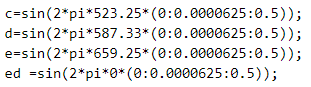 c=sin(2*pi*523.25*(0:0.0000625:0.5));
d=sin(2*pi*587.33*(0:0.0000625:0.5));
e=sin(2*pi*659.25*(0:0.0000625:0.5));
ed =sin(2*pi*0*(0:0.0000625:0.5));